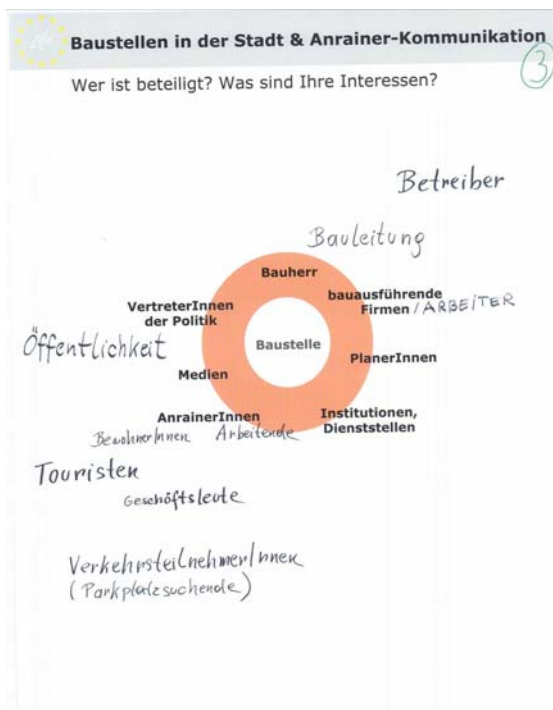 Baustellen in der Stadt & Anrainer-Kommunikation
Wer ist beteiligt? Was sind Ihre Interessen?
3
Betreiber
Bauleitung
Bauherr
bauausführende
Firmen / ARBEITER
VertreterInnen
der Politik
Öffentlichkeit
Baustelle
PlanerInnen
Medien
AnrainerInnen
Institutionen,
Dienststellen
BewohnerInnen Arbeitende
Touristen
Geschäftsleute
VerkehrsteilnehmerInnen
(Parkplatzsuchende)